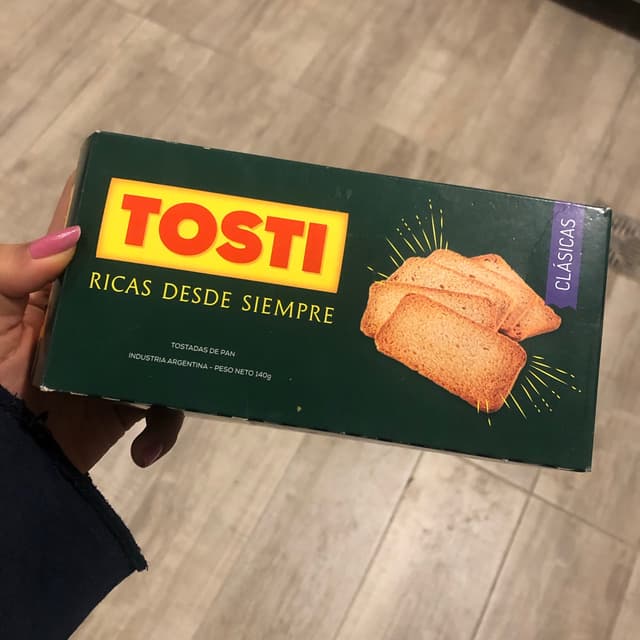 TOSTI
RICAS DESDE SIEMPRE
TOSTADAS DE PAN
INDUSTRIA ARGENTINA - PESO NETO 140g
CLÁSICAS